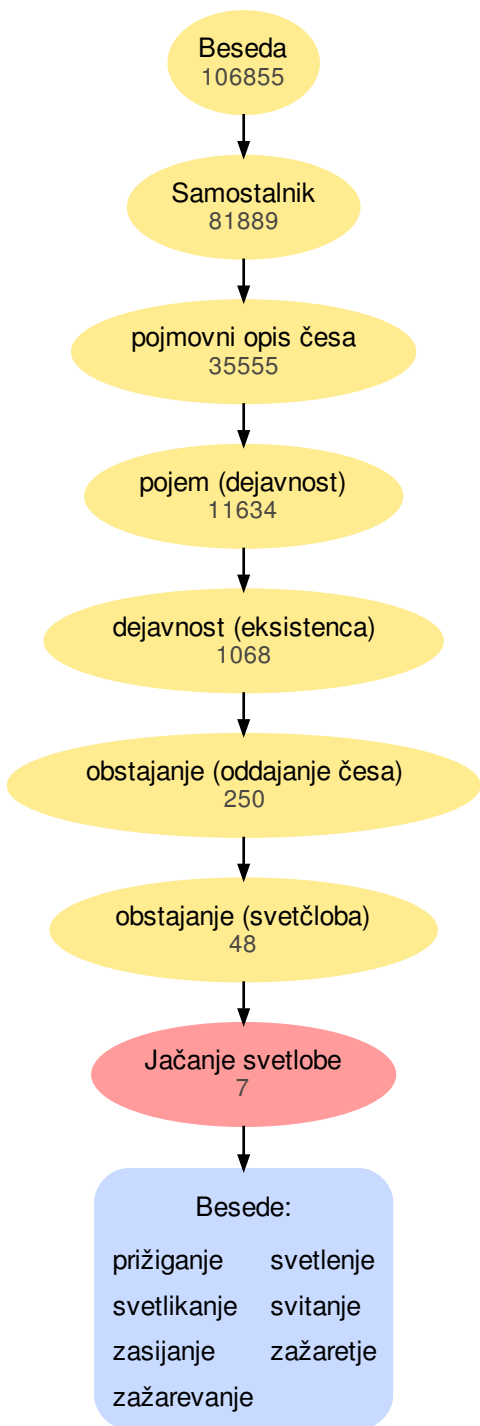 Beseda
106855
Samostalnik
81889
pojmovni opis česa
35555
pojem (dejavnost)
11634
dejavnost (eksistenca)
1068
obstajanje (oddajanje česa)
250
obstajanje (svetčloba)
48
Jačanje svetlobe
7
Besede:
prižiganje svetlenje
svetlikanje svitanje
zasijanje zažaretje
zažarevanje